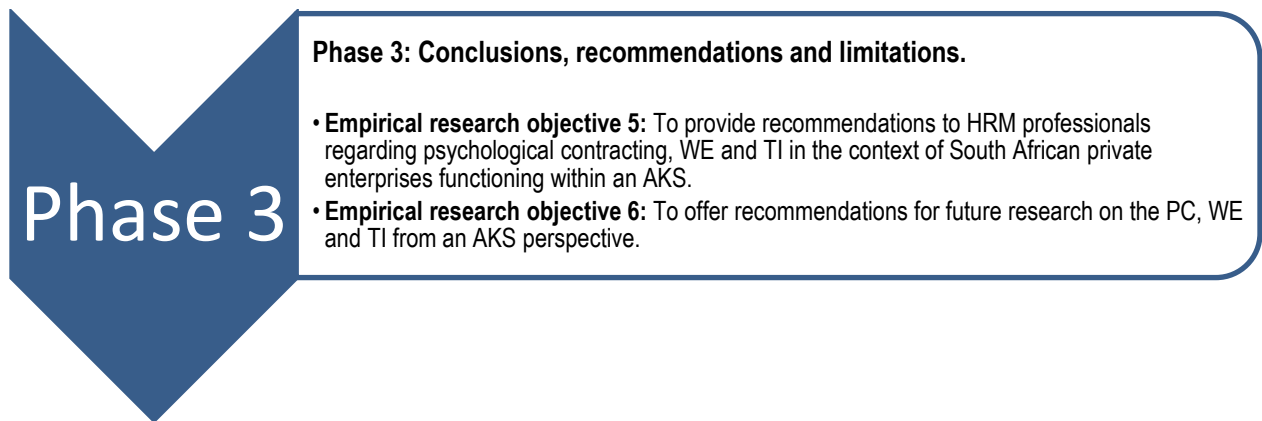 Phase 3
Phase 3: Conclusions, recommendations and limitations.
• Empirical research objective 5: To provide recommendations to HRM professionals
regarding psychological contracting, WE and TI in the context of South African private
enterprises functioning within an AKS.
• Empirical research objective 6: To offer recommendations for future research on the PC, WE
and TI from an AKS perspective.